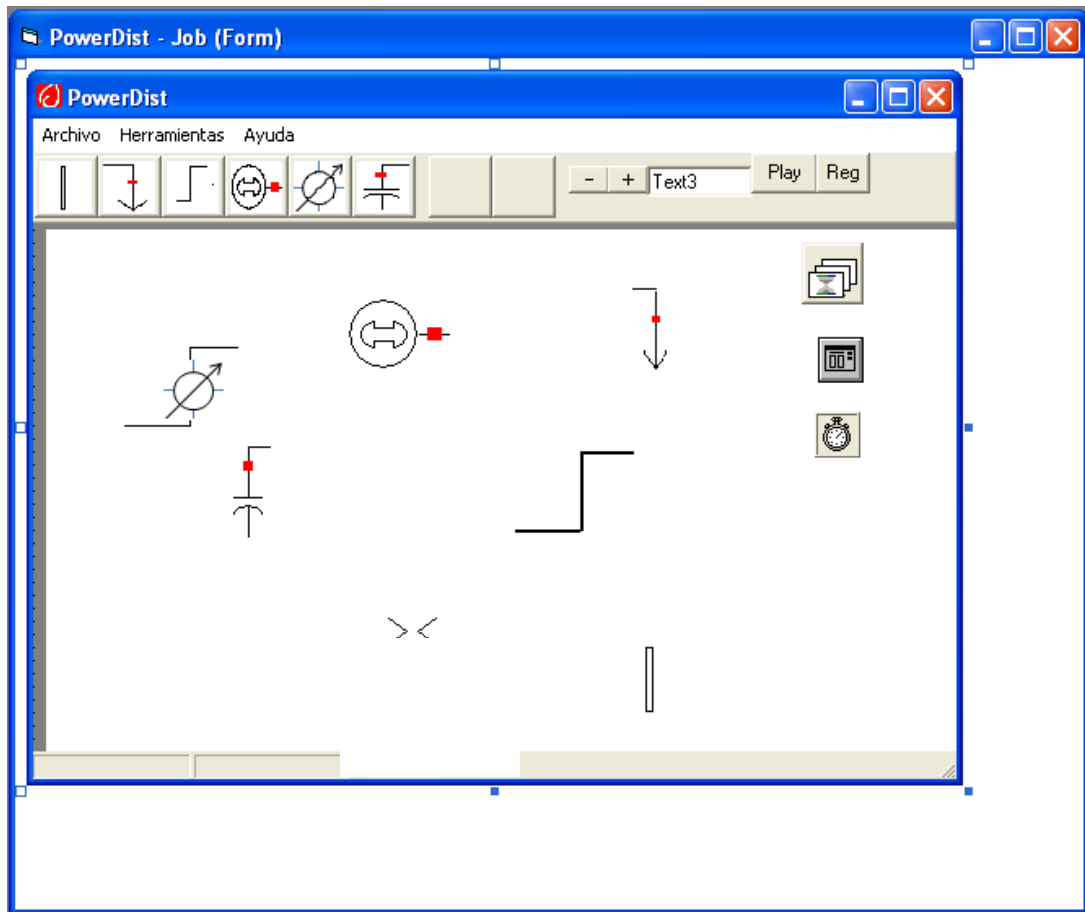 PowerDist - Job (Form)
PowerDist
Archivo Herramientas Ayuda
- + Text3 Play Reg